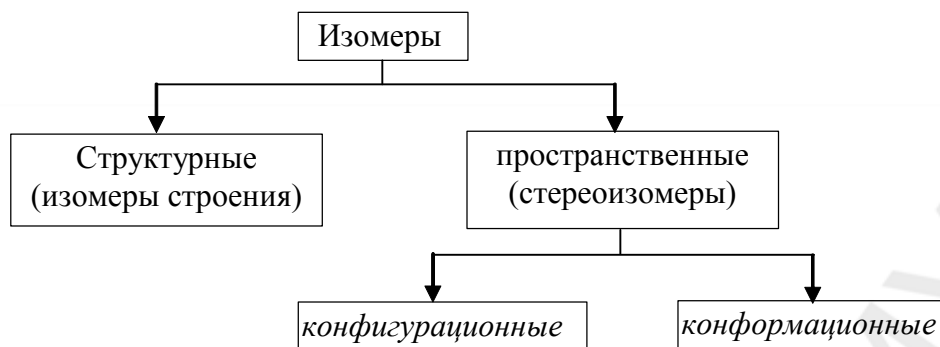 Изомеры
Структурные
(изомеры строения)
пространственные
(стереоизомеры)
конфигурационные
конформационные